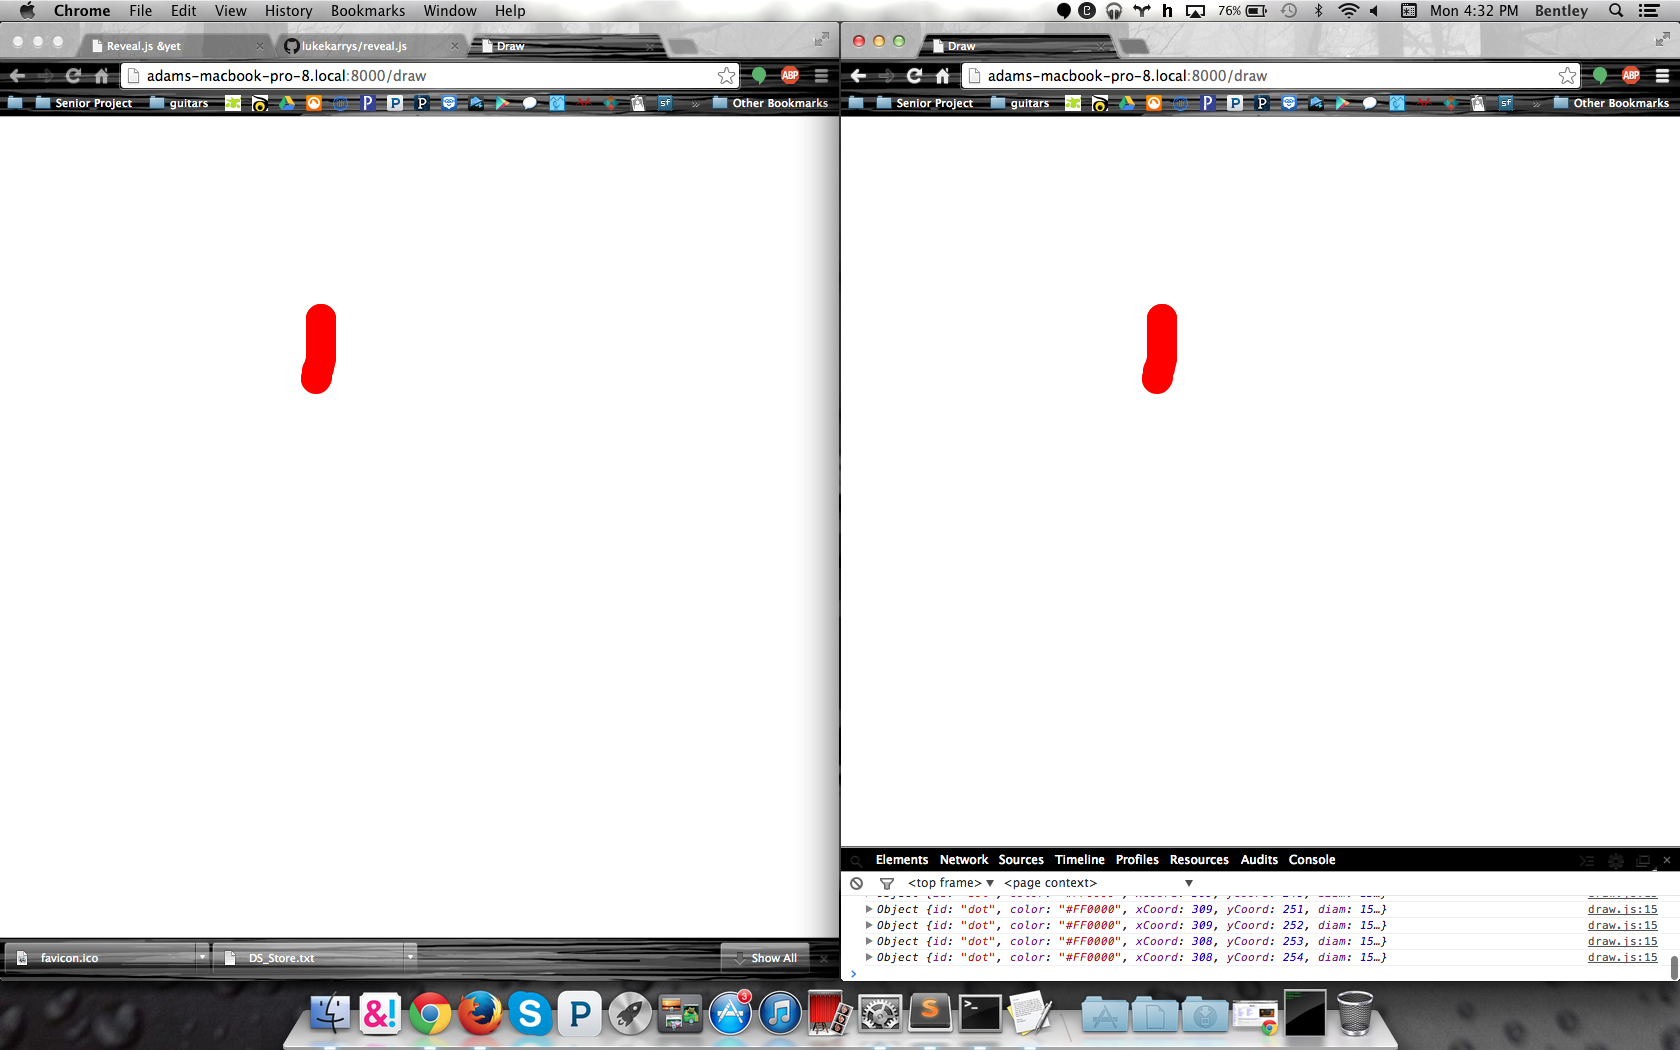 Chrome File Edit View History Bookmarks Window Help
76% Mon 4:32 PM Bentley
Reveal.js &yet
lukekarrys/reveal.js
Draw
adams-macbook-pro-8.local:8000/draw
ABP
Senior Project
guitars
P P P
sf
» Other Bookmarks
favicon.ico
DS_Store.txt
Show All
Draw
adams-macbook-pro-8.local:8000/draw
ABP
Senior Project
guitars
P P P
sf
» Other Bookmarks
Elements Network Sources Timeline Profiles Resources Audits Console
<top frame> <page context>
Object {id: "dot", color: "#FF0000", xCoord: 309, yCoord: 251, diam: 15…} draw.js:15
Object {id: "dot", color: "#FF0000", xCoord: 309, yCoord: 252, diam: 15…} draw.js:15
Object {id: "dot", color: "#FF0000", xCoord: 308, yCoord: 253, diam: 15…} draw.js:15
Object {id: "dot", color: "#FF0000", xCoord: 308, yCoord: 254, diam: 15…} draw.js:15
&! S P 3 S